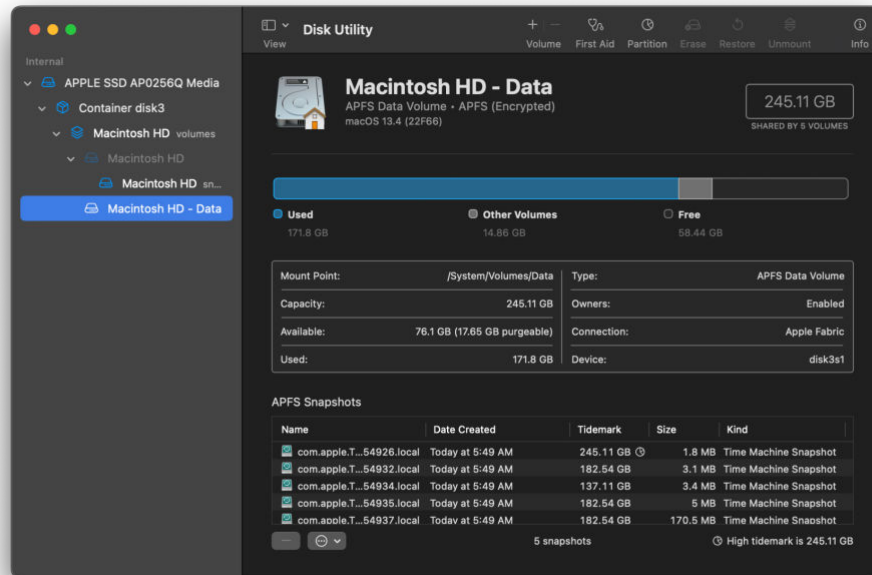 Disk Utility
View
Volume
First Aid
Partition
Erase
Restore
Unmount
Info
Internal
APPLE SSD AP0256Q Media
Container disk3
Macintosh HD volumes
Macintosh HD
Macintosh HD sn...
Macintosh HD - Data
Macintosh HD - Data
APFS Data Volume • APFS (Encrypted)
macOS 13.4 (22F66)
245.11 GB
SHARED BY 5 VOLUMES
Used
171.8 GB
Other Volumes
14.86 GB
Free
58.44 GB
Mount Point: /System/Volumes/Data
Capacity: 245.11 GB
Available: 76.1 GB (17.65 GB purgeable)
Used: 171.8 GB
Type: APFS Data Volume
Owners: Enabled
Connection: Apple Fabric
Device: disk3s1
APFS Snapshots
Name Date Created Tidemark Size Kind
com.apple.T...54926.local Today at 5:49 AM 245.11 GB 1.8 MB Time Machine Snapshot
com.apple.T...54932.local Today at 5:49 AM 182.54 GB 3.1 MB Time Machine Snapshot
com.apple.T...54934.local Today at 5:49 AM 137.11 GB 3.4 MB Time Machine Snapshot
com.apple.T...54935.local Today at 5:49 AM 182.54 GB 5 MB Time Machine Snapshot
com.apple.T...54937.local Today at 5:49 AM 182.54 GB 170.5 MB Time Machine Snapshot
5 snapshots
High tidemark is 245.11 GB